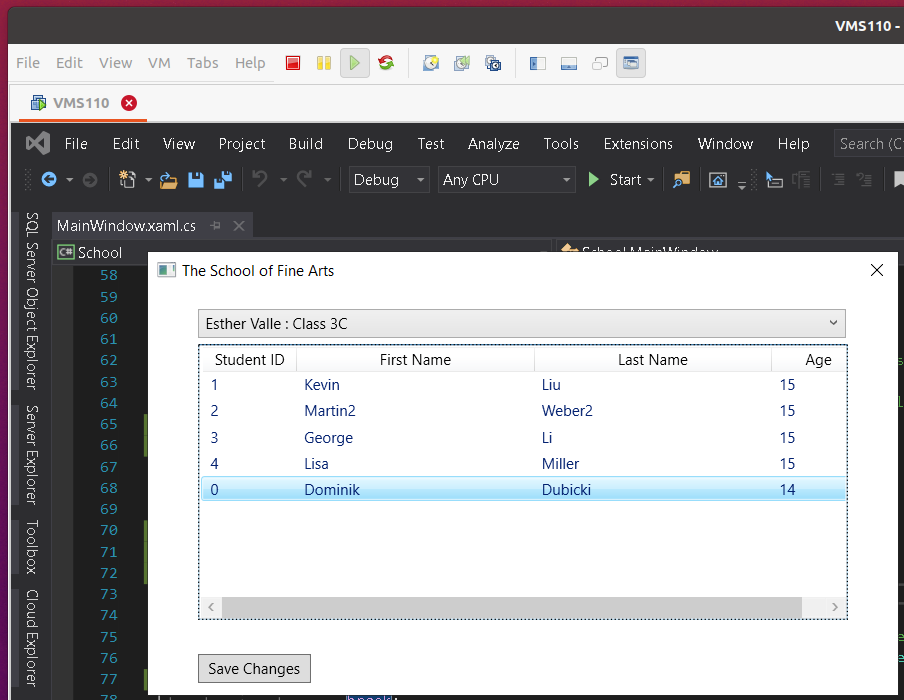 VMS110 -
File Edit View VM Tabs Help
VMS110
File Edit View Project Build Debug Test Analyze Tools Extensions Window Help Search (C
Debug Any CPU Start
MainWindow.xaml.cs
C# School School.MainWindow
SQL Server Object Explorer
Server Explorer
Toolbox
Cloud Explorer
58
59
60
61
62
63
64
65
66
67
68
69
70
71
72
73
74
75
76
77
78
The School of Fine Arts
Esther Valle : Class 3C
Student ID First Name Last Name Age
1 Kevin Liu 15
2 Martin2 Weber2 15
3 George Li 15
4 Lisa Miller 15
0 Dominik Dubicki 14
Save Changes